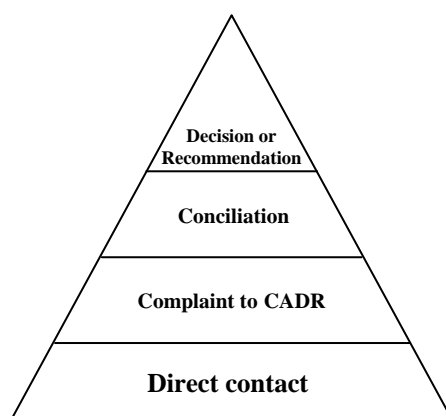 Decision or
Recommendation
Conciliation
Complaint to CADR
Direct contact